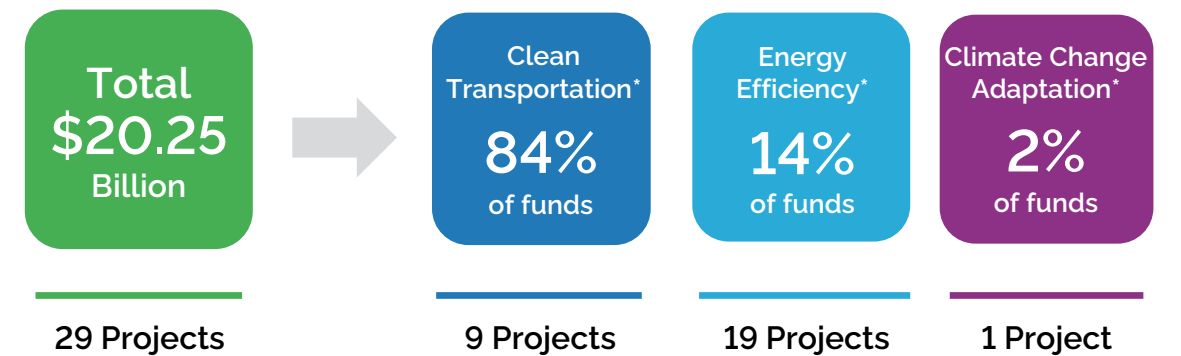 Total
$20.25
Billion
29 Projects
Clean
Transportation*
84%
of funds
9 Projects
Energy
Efficiency*
14%
of funds
19 Projects
Climate Change
Adaptation*
2%
of funds
1 Project